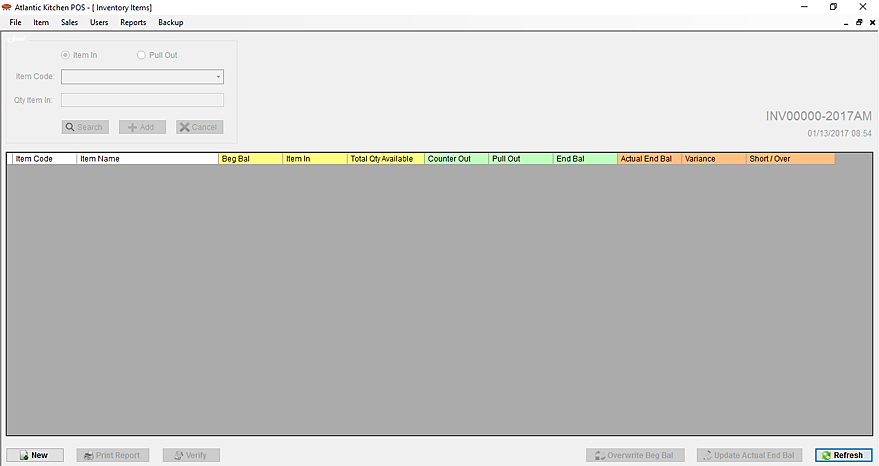 Atlantic Kitchen POS - [ Inventory Items]
File Item Sales Users Reports Backup
Item In Pull Out
Item Code:
Qty Item In:
Search Add Cancel
INV00000-2017AM
01/13/2017 08:54
Item Code Item Name Beg Bal Item In Total Qty Available Counter Out Pull Out End Bal Actual End Bal Variance Short / Over
New Print Report Verify Overwrite Beg Bal Update Actual End Bal Refresh